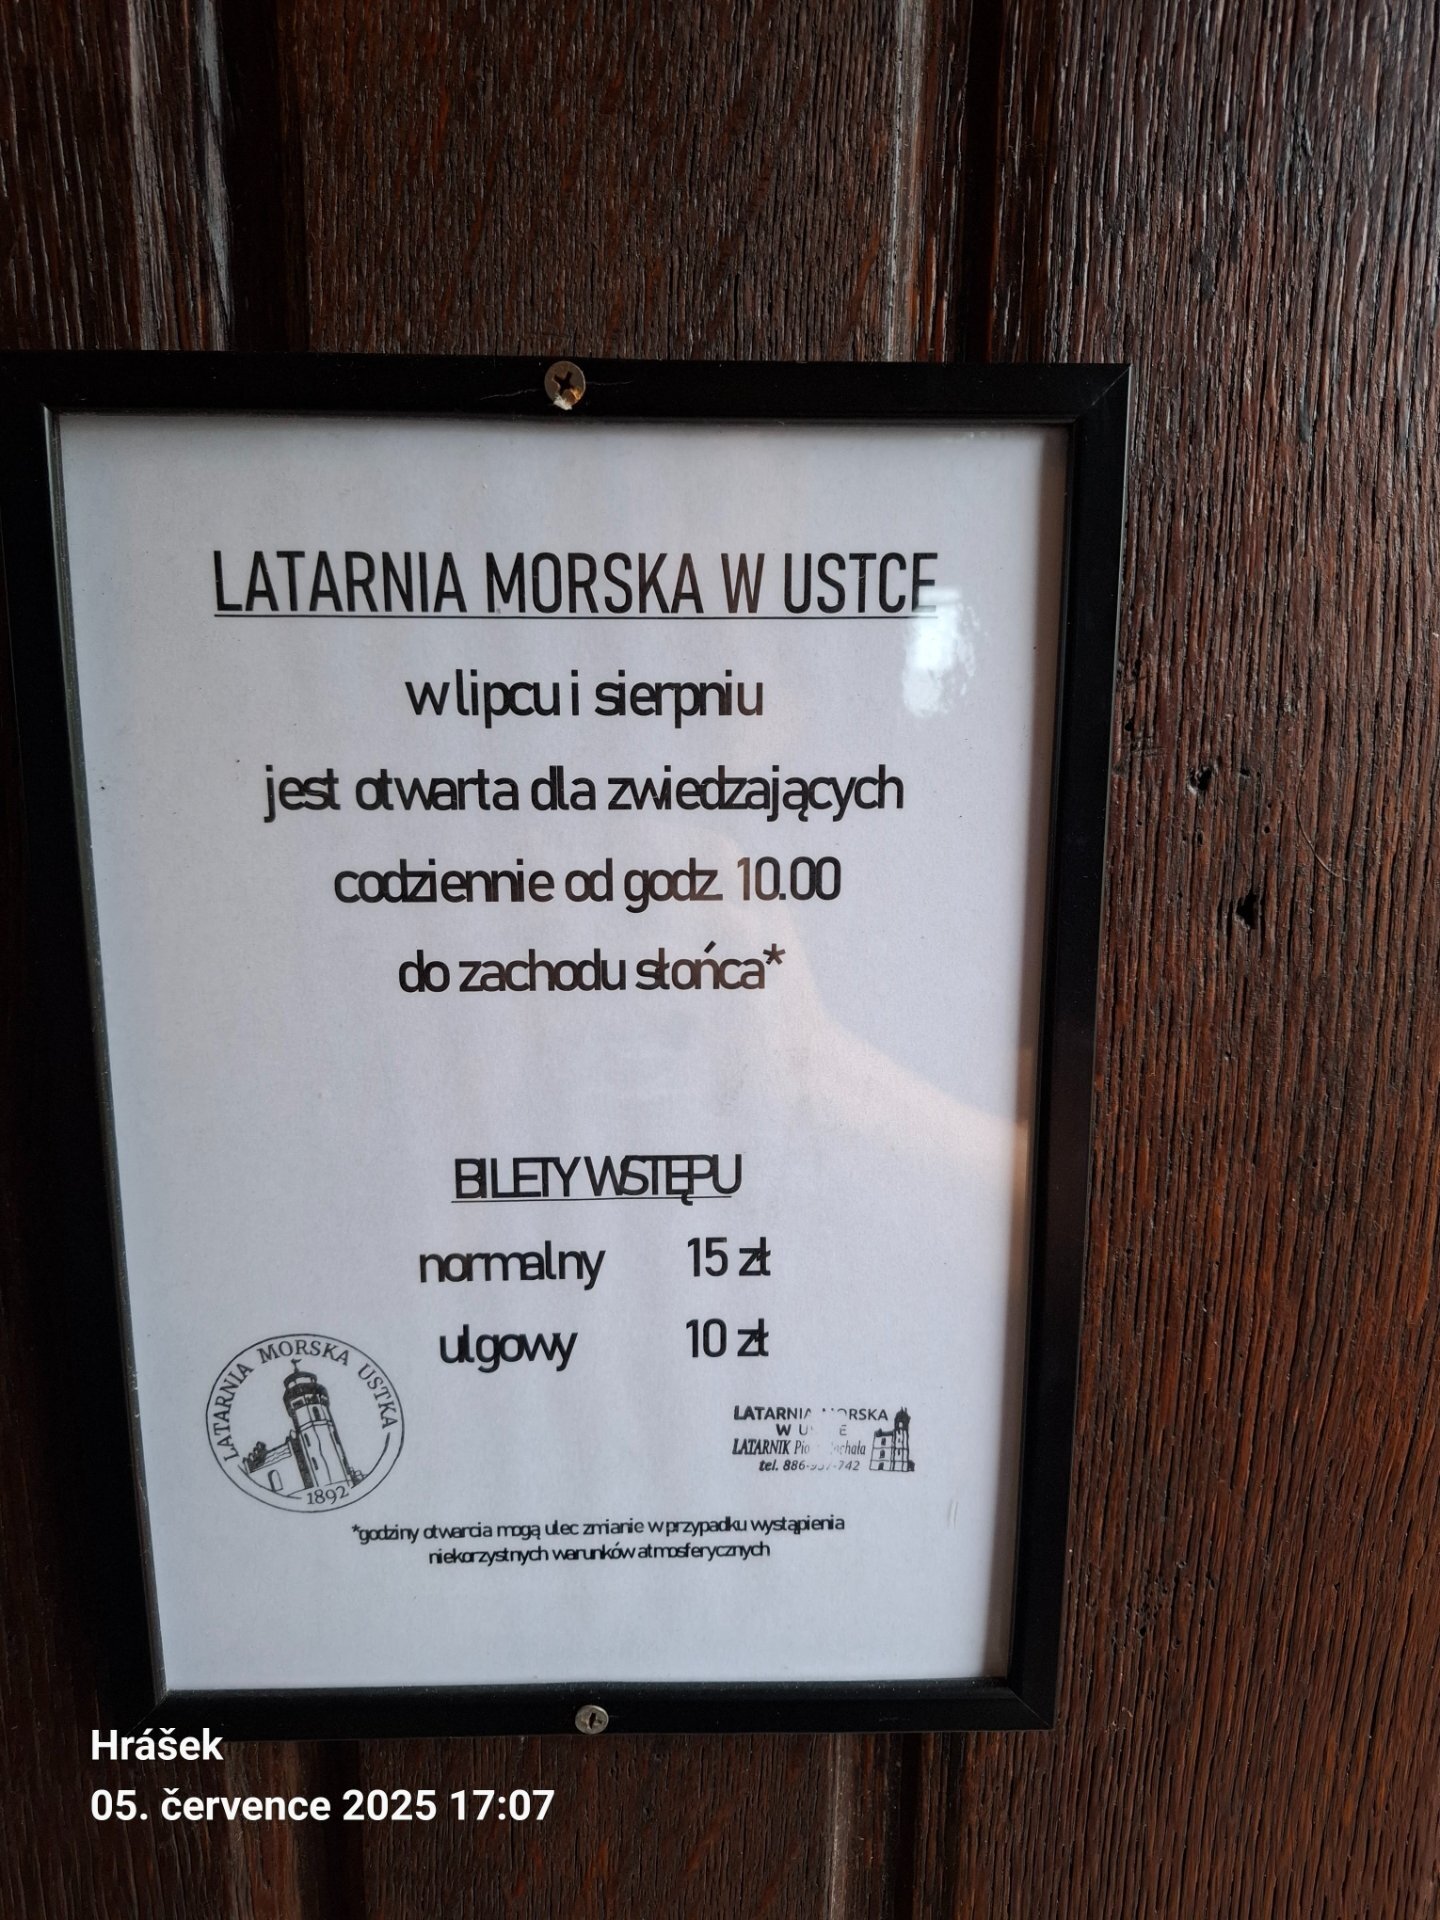 LATARNIA MORSKA W USTCE
w lipcu i sierpniu
jest otwarta dla zwiedzających
codziennie od godz. 10.00
do zachodu słońca*
BILETY WSTĘPU
normalny 15 zł
ulgowy 10 zł
LATARNIA MORSKA USTKA
1892
LATARNIA MORSKA
W
LATARNIK
tel.
*godziny otwarcia mogą ulec zmianie w przypadku wystąpienia
niekorzystnych warunków atmosferycznych
Hrášek
05. července 2025 17:07